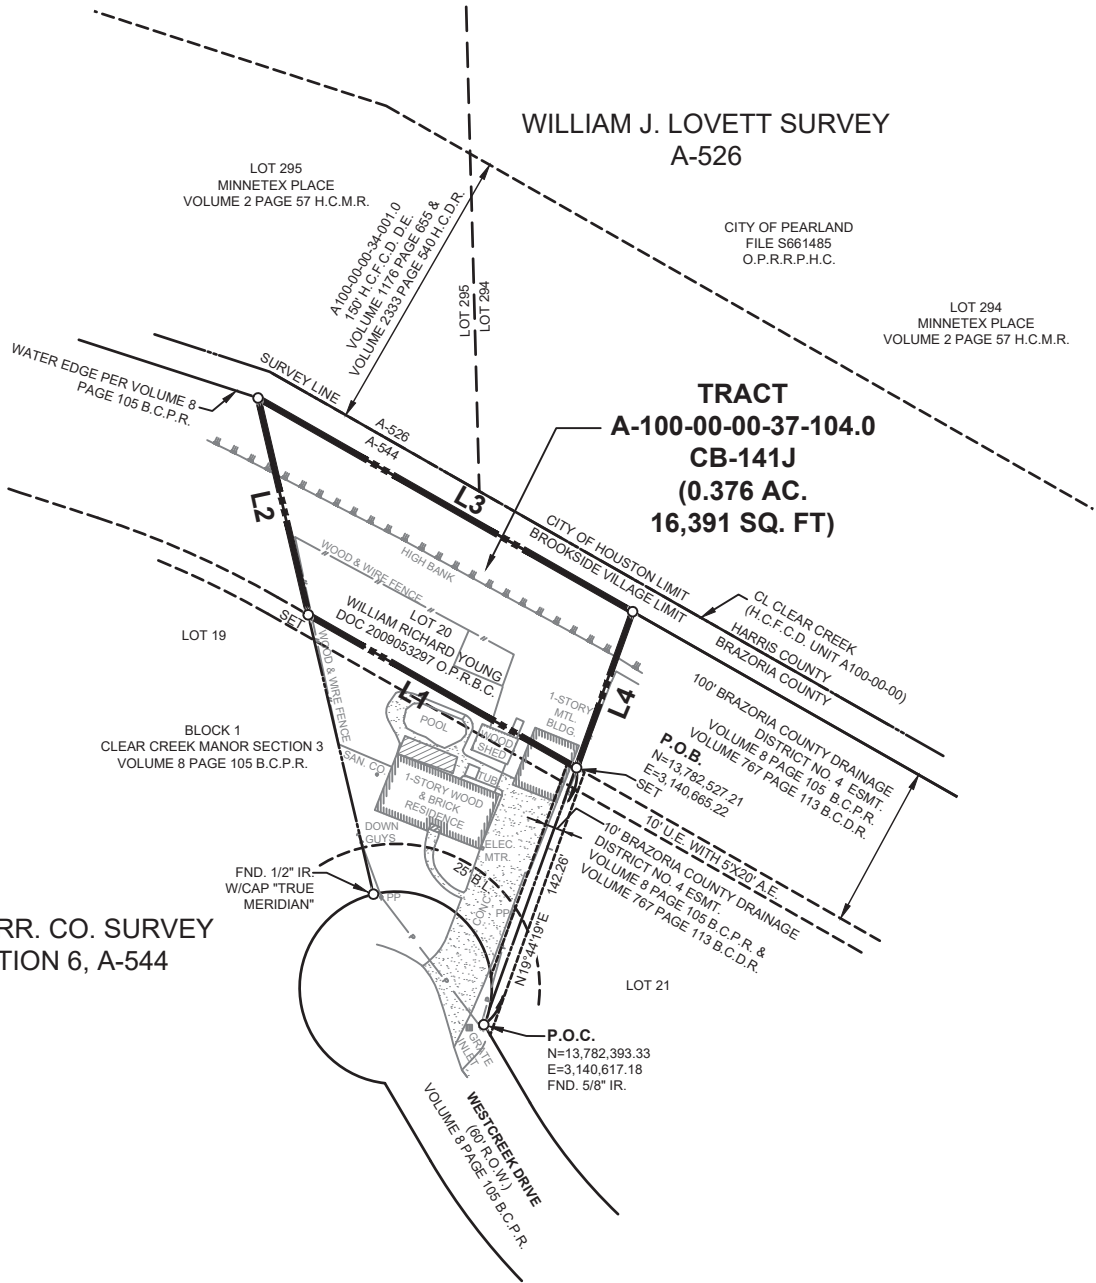 WILLIAM J. LOVETT SURVEY
A-526
LOT 295
MINNETEX PLACE
VOLUME 2 PAGE 57 H.C.M.R.
A100-00-00-34-001.0
150' H.C.F.C.D. D.E.
VOLUME 1176 PAGE 655 &
VOLUME 2333 PAGE 540 H.C.D.R.
CITY OF PEARLAND
FILE S661485
O.P.R.R.P.H.C.
LOT 295
LOT 294
LOT 294
MINNETEX PLACE
VOLUME 2 PAGE 57 H.C.M.R.
WATER EDGE PER VOLUME 8
PAGE 105 B.C.P.R.
SURVEY LINE
A-526
A-544
TRACT
A-100-00-00-37-104.0
CB-141J
(0.376 AC.
16,391 SQ. FT)
L2
L3
CITY OF HOUSTON LIMIT
BROOKSIDE VILLAGE LIMIT
HIGH BANK
WOOD & WIRE FENCE
CL CLEAR CREEK
(H.C.F.C.D. UNIT A100-00-00)
HARRIS COUNTY
BRAZORIA COUNTY
LOT 20
WILLIAM RICHARD YOUNG
DOC 2009053297 O.P.R.B.C.
SET
LOT 19
WOOD & WIRE FENCE
L1
L4
100' BRAZORIA COUNTY DRAINAGE
DISTRICT NO. 4 ESMT.
VOLUME 8 PAGE 105 B.C.P.R.
VOLUME 767 PAGE 113 B.C.D.R.
1-STORY
MTL.
BLDG.
POOL
WOOD
SHED
P.O.B.
N=13,782,527.21
E=3,140,665.22
SET
BLOCK 1
CLEAR CREEK MANOR SECTION 3
VOLUME 8 PAGE 105 B.C.P.R.
SAN. CO.
TUB
1-STORY WOOD
& BRICK
RESIDENCE
10' U.E. WITH 5'X20' A.E.
10' BRAZORIA COUNTY DRAINAGE
DISTRICT NO. 4 ESMT.
VOLUME 8 PAGE 105 B.C.P.R. &
VOLUME 767 PAGE 113 B.C.D.R.
DOWN
GUYS
ELEC.
MTR.
25' B.L.
CONC.
PP
FND. 1/2" IR.
W/CAP "TRUE
MERIDIAN"
PP
N19°44'19"E 142.26'
RR. CO. SURVEY
TION 6, A-544
LOT 21
P.O.C.
N=13,782,393.33
E=3,140,617.18
FND. 5/8" IR.
GRATE
INLET
WESTCREEK DRIVE
(60' R.O.W.)
VOLUME 8 PAGE 105 B.C.P.R.